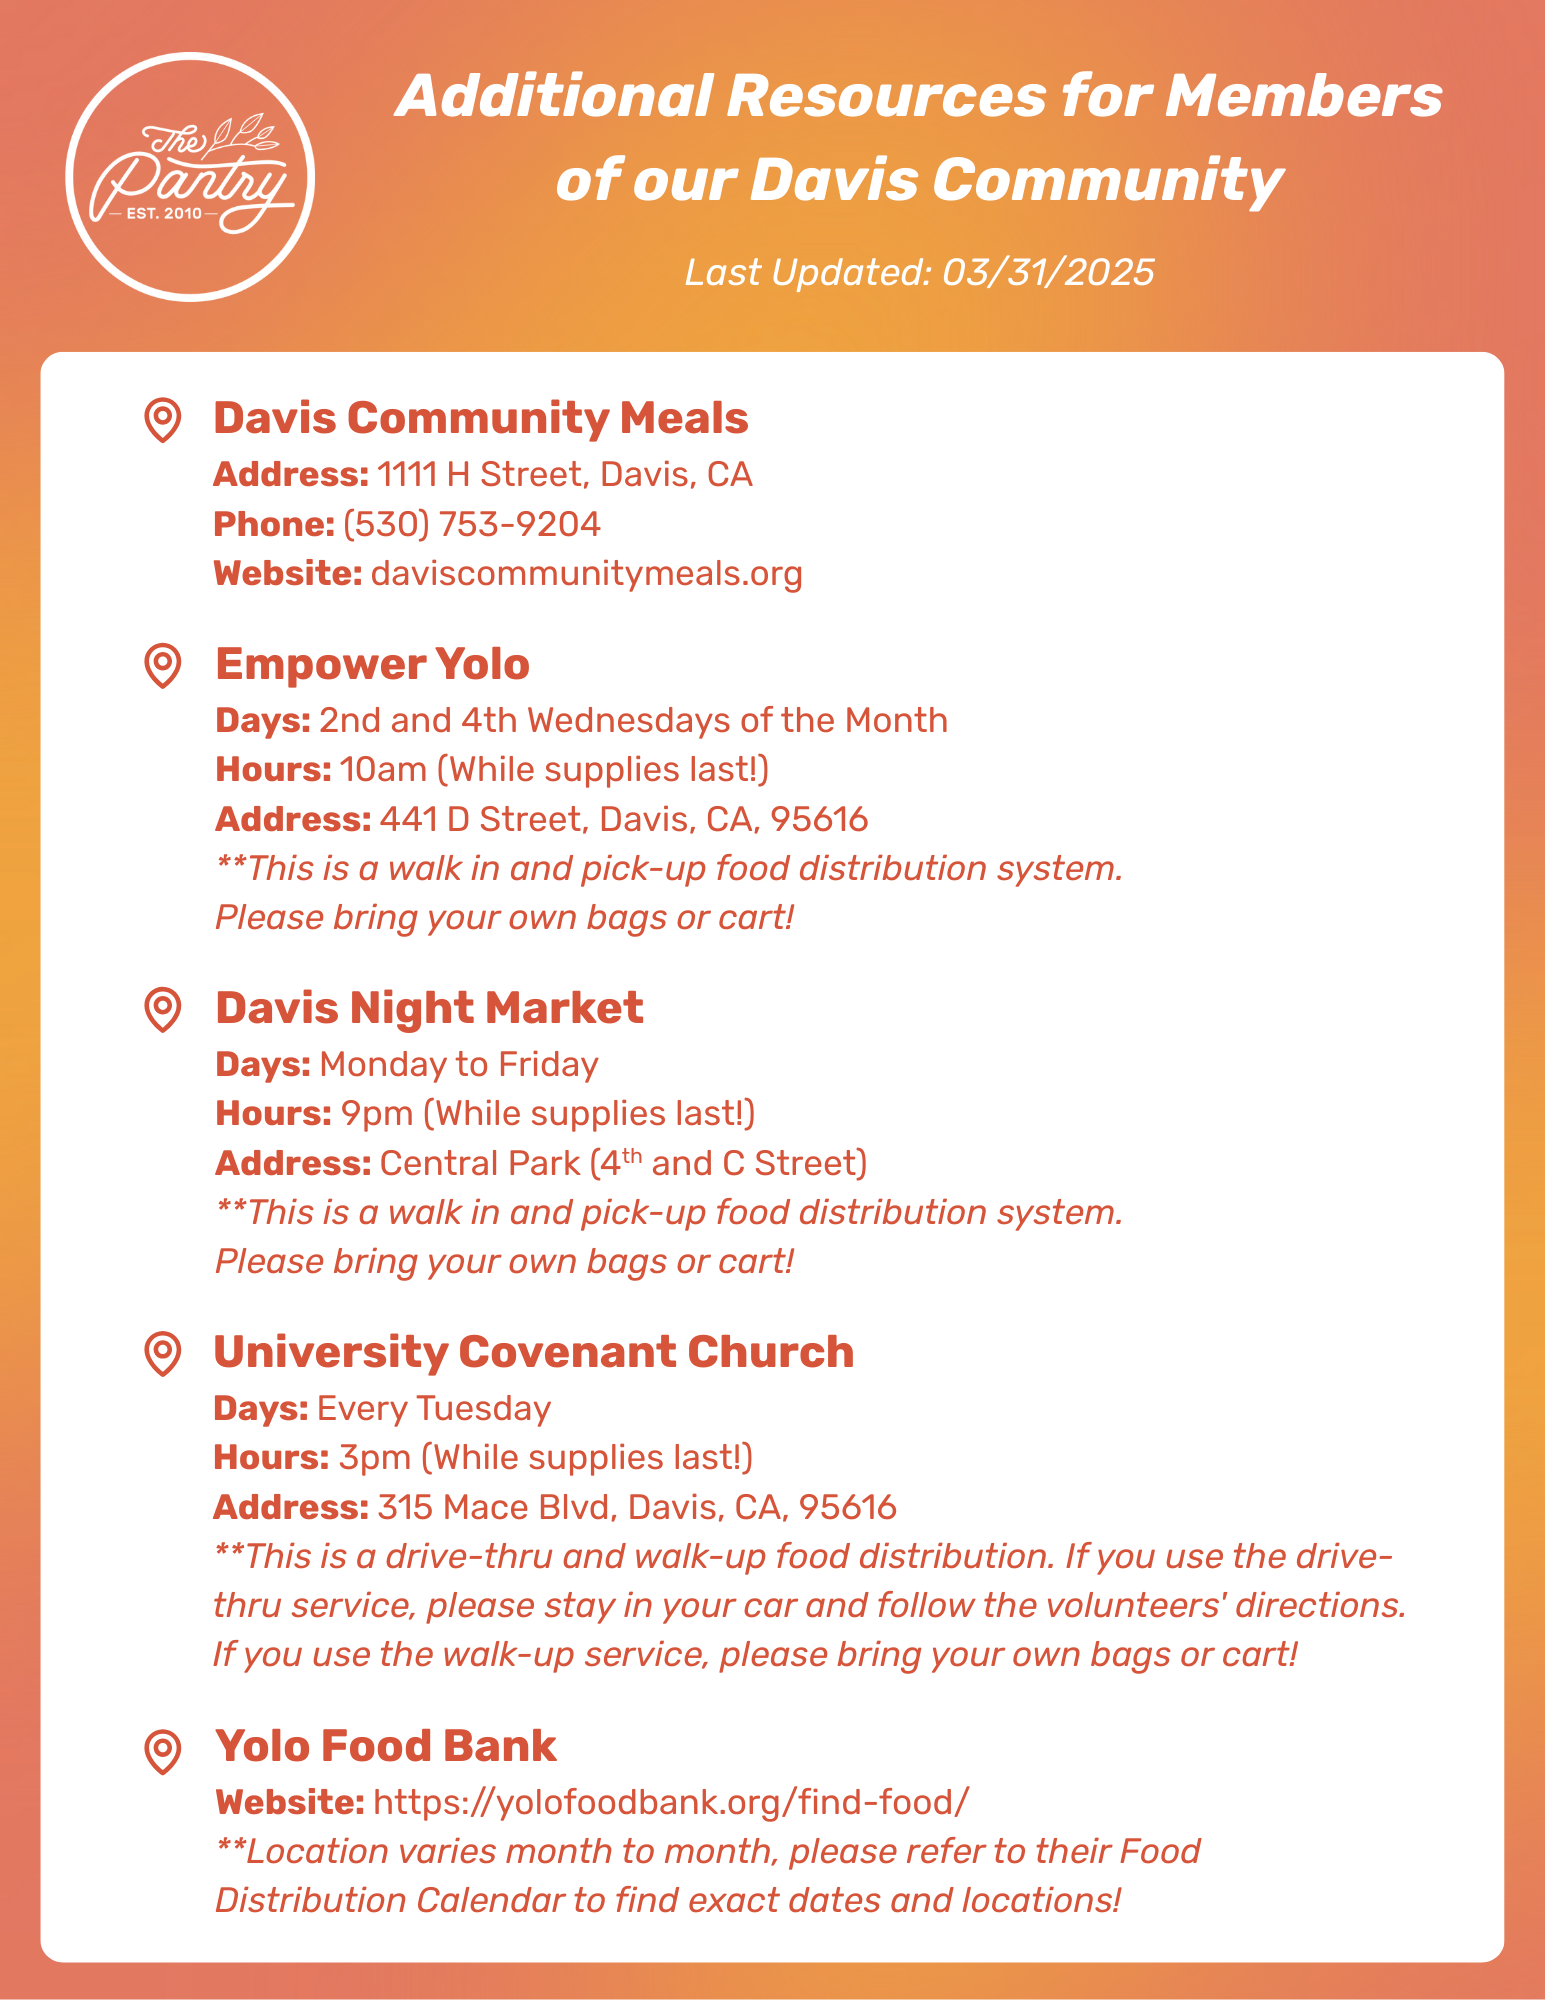 The
Pantry
EST. 2010
Additional Resources for Members
of our Davis Community
Last Updated: 03/31/2025
Davis Community Meals
Address: 1111 H Street, Davis, CA
Phone: (530) 753-9204
Website: daviscommunitymeals.org
Empower Yolo
Days: 2nd and 4th Wednesdays of the Month
Hours: 10am (While supplies last!)
Address: 441 D Street, Davis, CA, 95616
**This is a walk in and pick-up food distribution system.
Please bring your own bags or cart!
Davis Night Market
Days: Monday to Friday
Hours: 9pm (While supplies last!)
Address: Central Park (4th and C Street)
**This is a walk in and pick-up food distribution system.
Please bring your own bags or cart!
University Covenant Church
Days: Every Tuesday
Hours: 3pm (While supplies last!)
Address: 315 Mace Blvd, Davis, CA, 95616
**This is a drive-thru and walk-up food distribution. If you use the drive-
thru service, please stay in your car and follow the volunteers' directions.
If you use the walk-up service, please bring your own bags or cart!
Yolo Food Bank
Website: https://yolofoodbank.org/find-food/
**Location varies month to month, please refer to their Food
Distribution Calendar to find exact dates and locations!